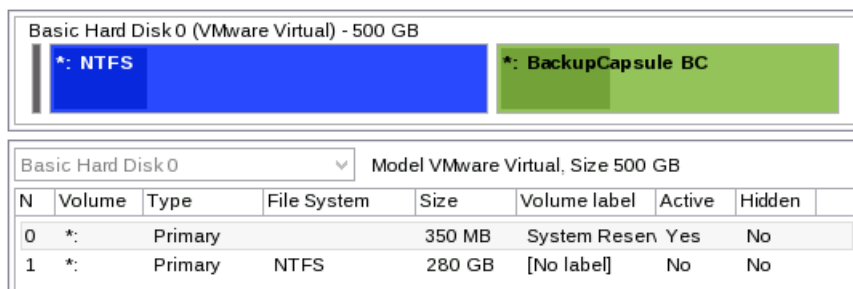 Basic Hard Disk 0 (VMware Virtual) - 500 GB
*: NTFS *: BackupCapsule BC
Basic Hard Disk 0 Model VMware Virtual, Size 500 GB
N Volume Type File System Size Volume label Active Hidden
0 *: Primary 350 MB System Reser Yes No
1 *: Primary NTFS 280 GB [No label] No No